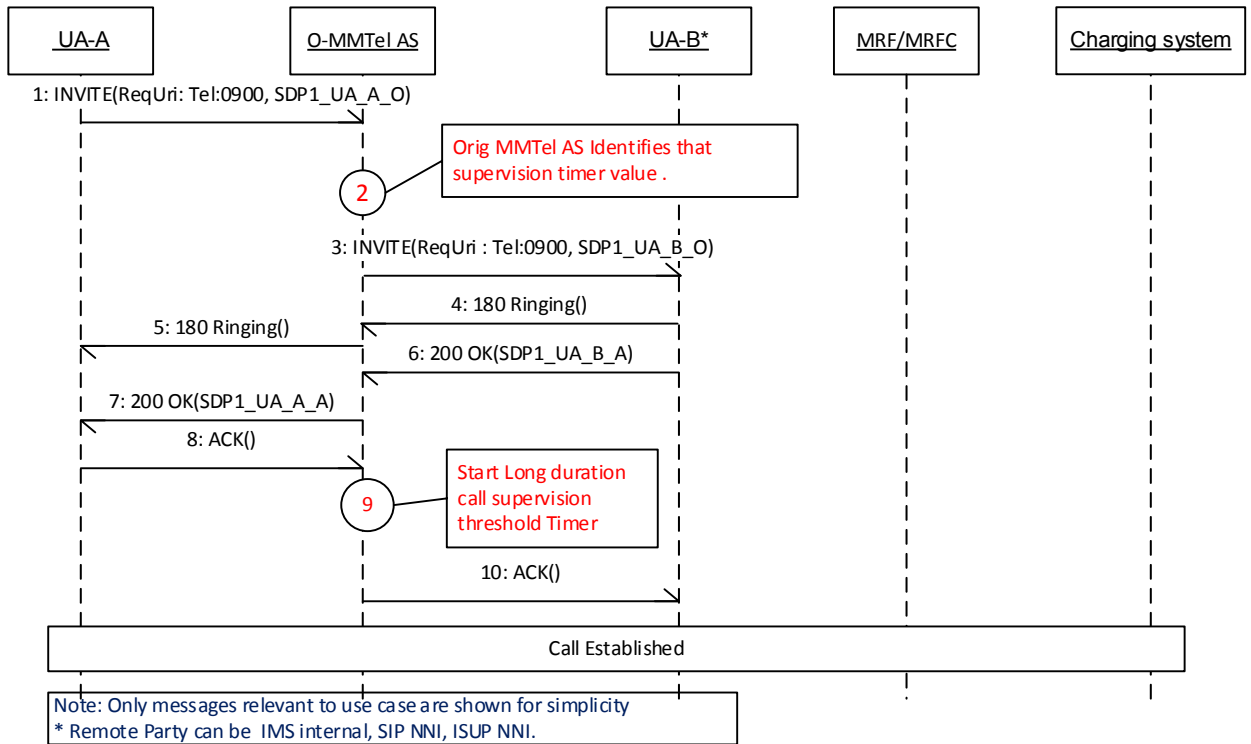 UA-A
O-MMTel AS
UA-B*
MRF/MRFC
Charging system
1: INVITE(ReqUri: Tel:0900, SDP1_UA_A_O)
Orig MMTel AS Identifies that
supervision timer value .
2
3: INVITE(ReqUri : Tel:0900, SDP1_UA_B_O)
4: 180 Ringing()
5: 180 Ringing()
6: 200 OK(SDP1_UA_B_A)
7: 200 OK(SDP1_UA_A_A)
8: ACK()
Start Long duration
call supervision
threshold Timer
9
10: ACK()
Call Established
Note: Only messages relevant to use case are shown for simplicity
* Remote Party can be IMS internal, SIP NNI, ISUP NNI.